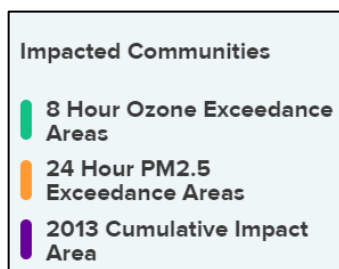 Impacted Communities
8 Hour Ozone Exceedance
Areas
24 Hour PM2.5
Exceedance Areas
2013 Cumulative Impact
Area